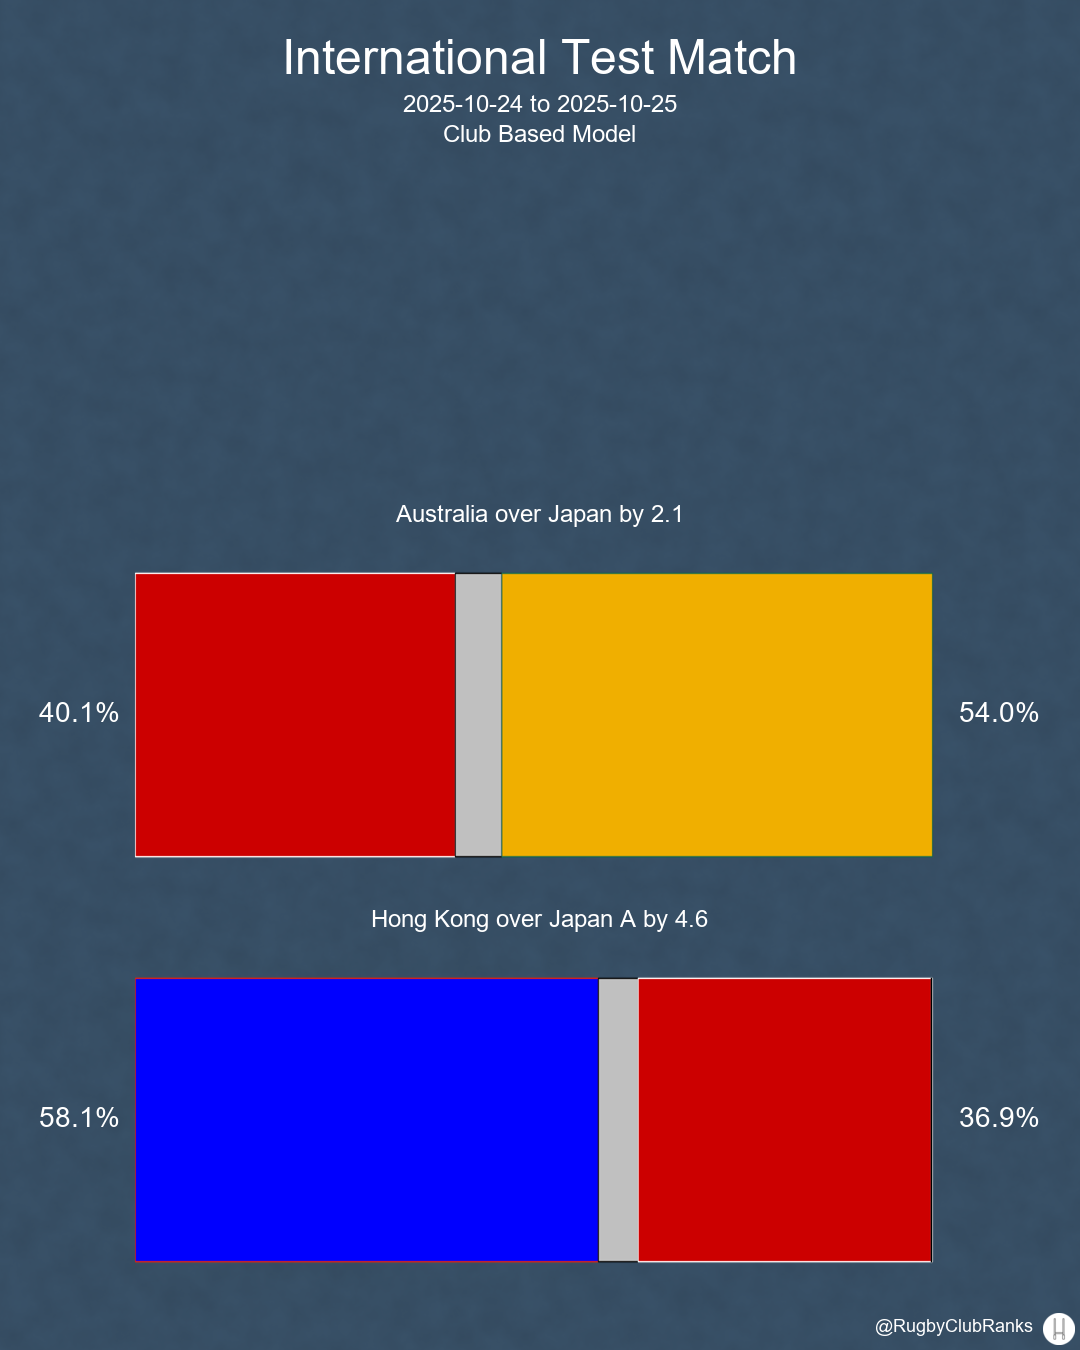 International Test Match
2025-10-24 to 2025-10-25
Club Based Model
Australia over Japan by 2.1
40.1%
54.0%
Hong Kong over Japan A by 4.6
58.1%
36.9%
@RugbyClubRanks